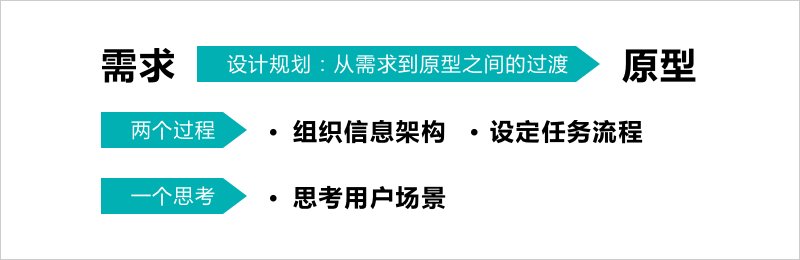 需求 设计规划：从需求到原型之间的过渡 原型
两个过程 • 组织信息架构 • 设定任务流程
一个思考 • 思考用户场景